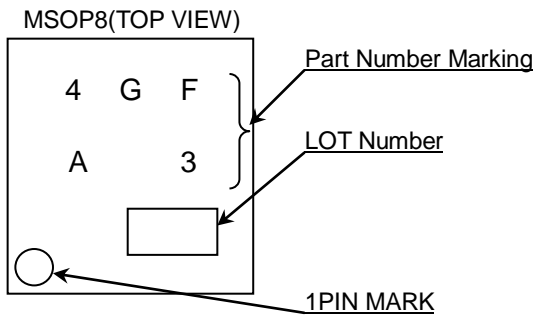 MSOP8(TOP VIEW)
Part Number Marking
4 G F
LOT Number
A 3
1PIN MARK